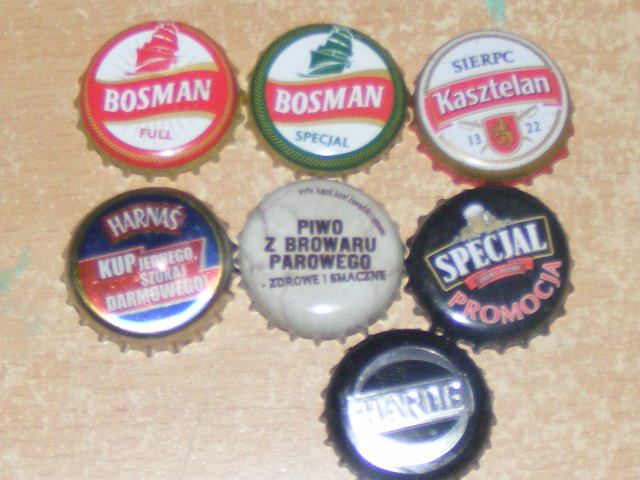 BOSMAN
FULL
BOSMAN
SPECJAL
SIERPC
Kasztelan
13 22
HARNAŚ
KUP JEDNEGO,
SZUKAJ
DARMOWEGO!
PIWO
Z BROWARU
PAROWEGO
- ZDROWE I SMACZNE
SPECJAL
PROMOCJA